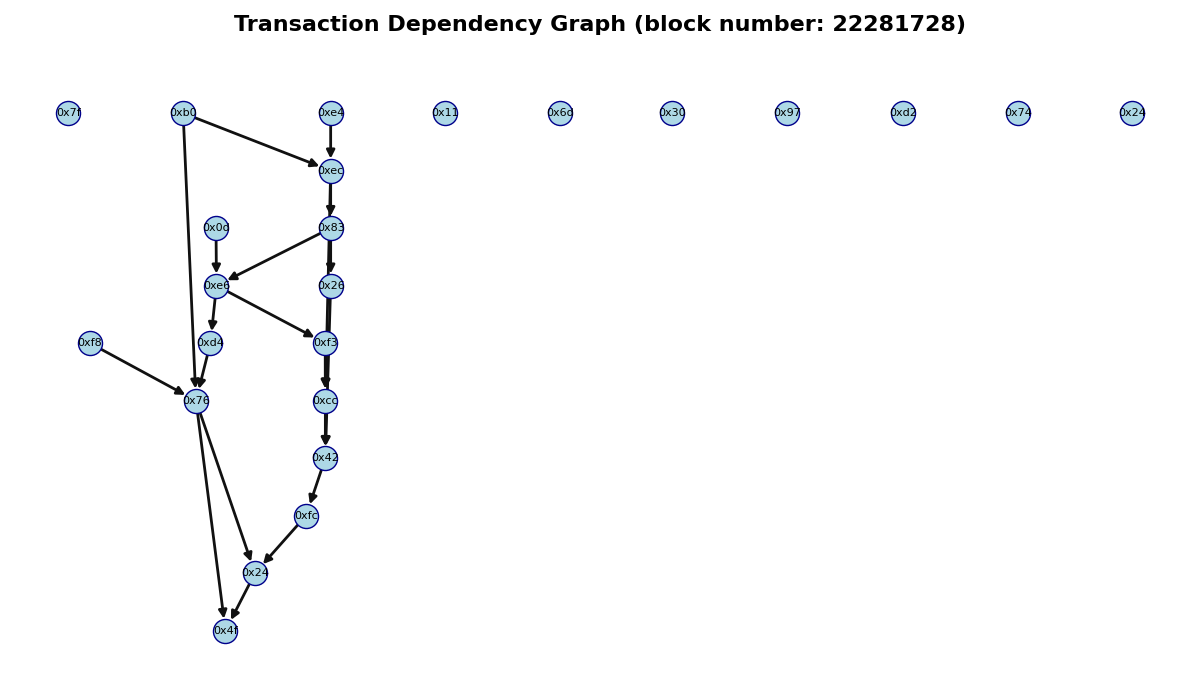 Transaction Dependency Graph (block number: 22281728)
0x7f 0xb0 0xe4 0x11 0x6d 0x30 0x97 0xd2 0x74 0x24
0xec
0x0d 0x83
0xe6 0x26
0xf8 0xd4 0xf3
0x76 0xcc
0x42
0xfc
0x24
0x4f